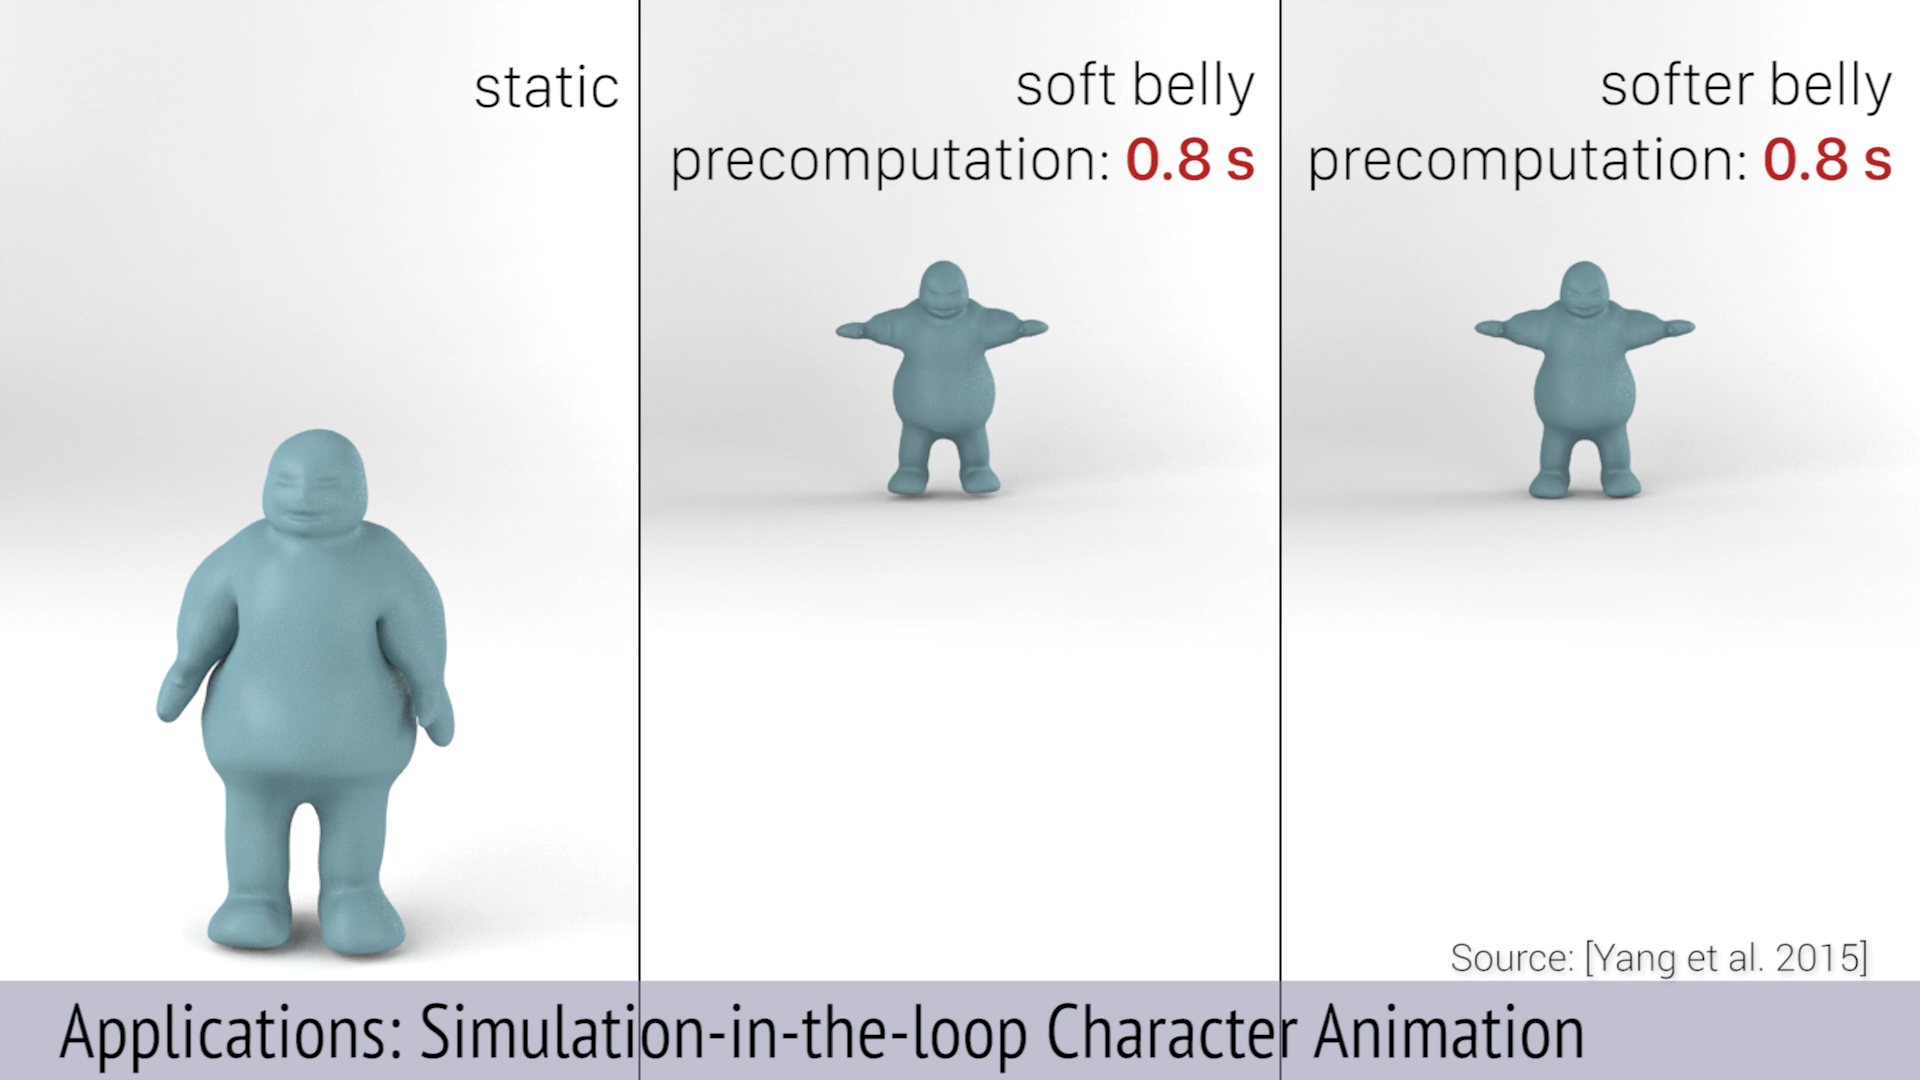 static
soft belly
precomputation: 0.8 s
softer belly
precomputation: 0.8 s
Source: [Yang et al. 2015]
Applications: Simulation-in-the-loop Character Animation